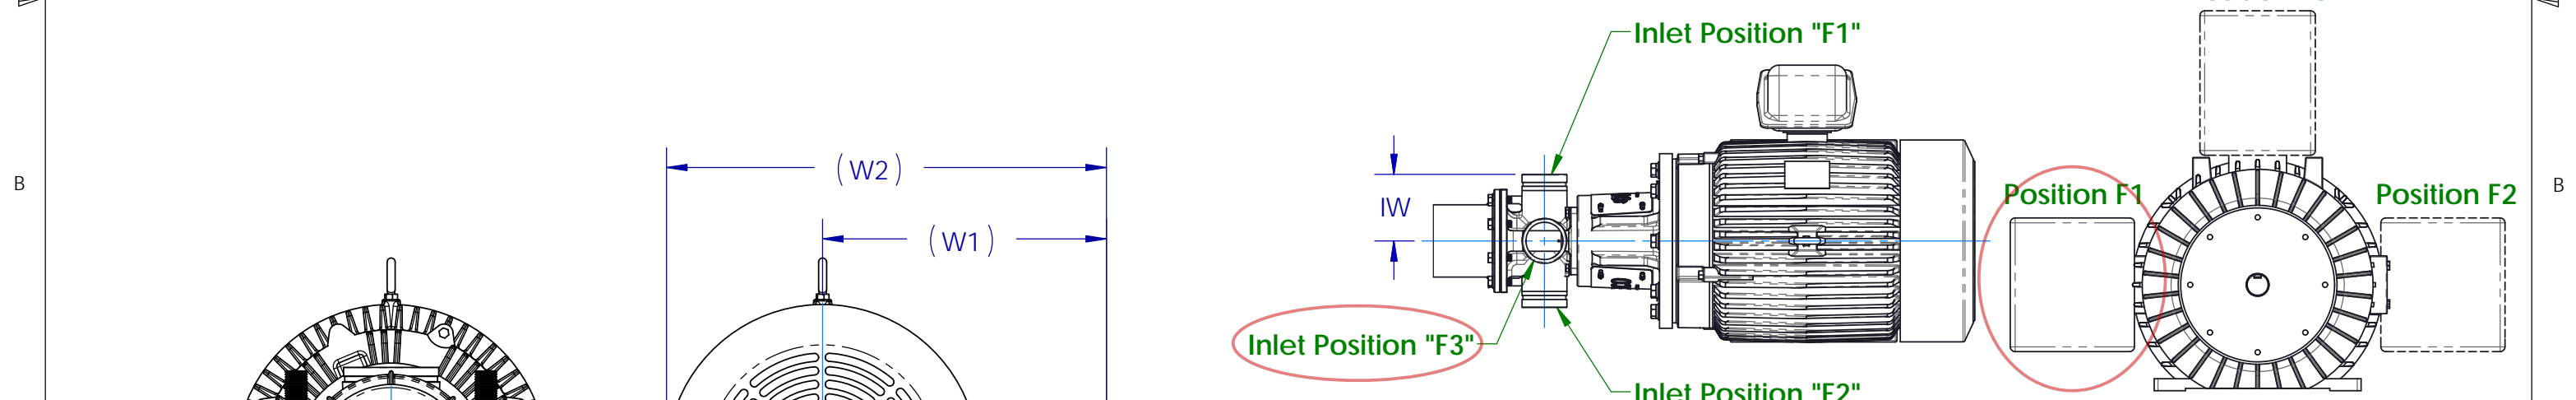 Inlet Position "F1"
(W2)
B
Position F1
Position F2
B
IW
(W1)
Inlet Position "F3"
Inlet Position "F2"